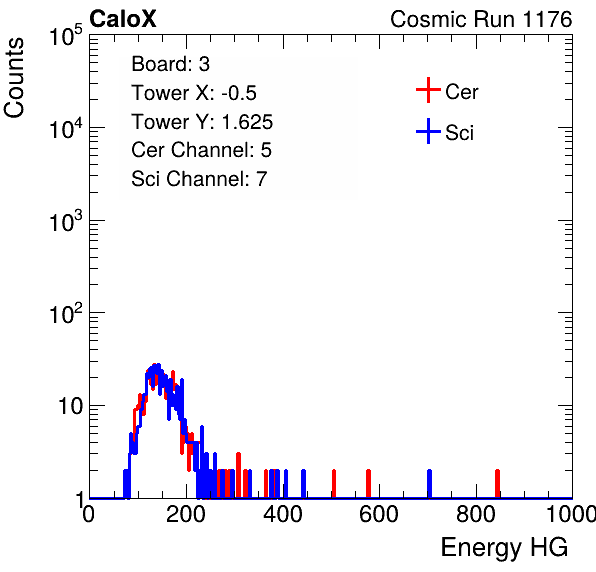 CaloX Cosmic Run 1176
Counts
10^5
10^4
10^3
10^2
10
1
Board: 3
Tower X: -0.5
Tower Y: 1.625
Cer Channel: 5
Sci Channel: 7
Cer
Sci
0 200 400 600 800 1000
Energy HG